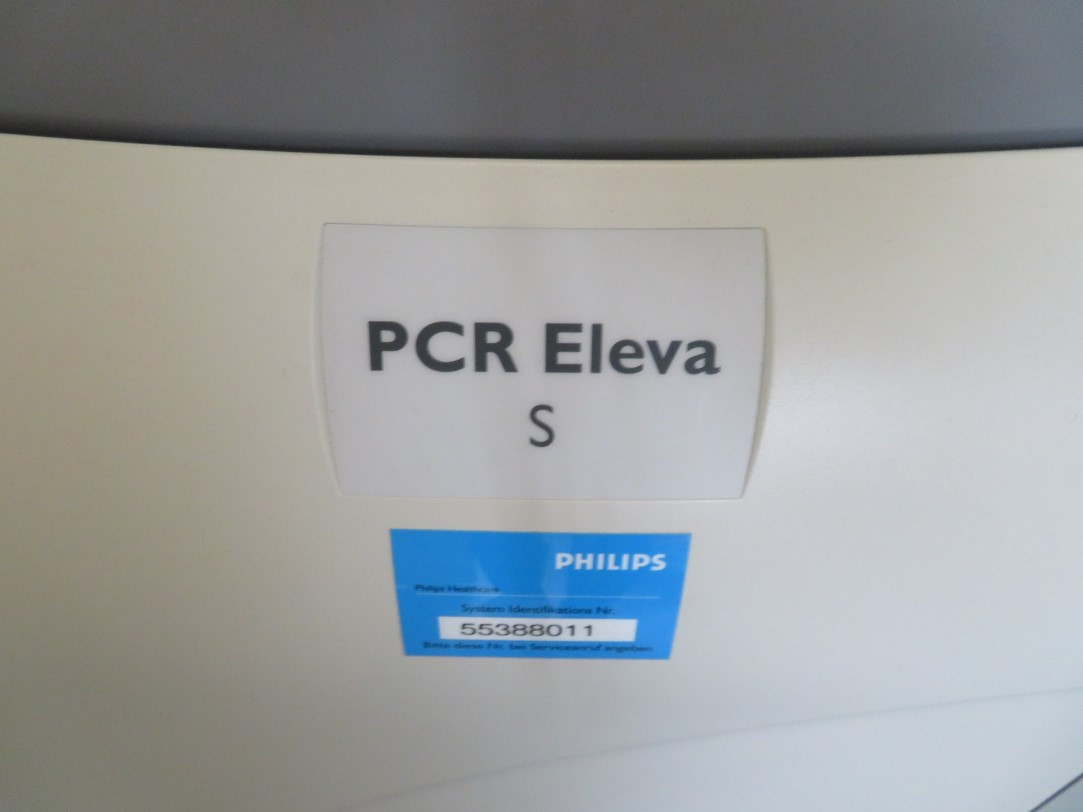 PCR Eleva
S
PHILIPS
Philips Healthcare
System Identifikations Nr.
55388011
Bitte diese Nr. bei Serviceanruf angeben